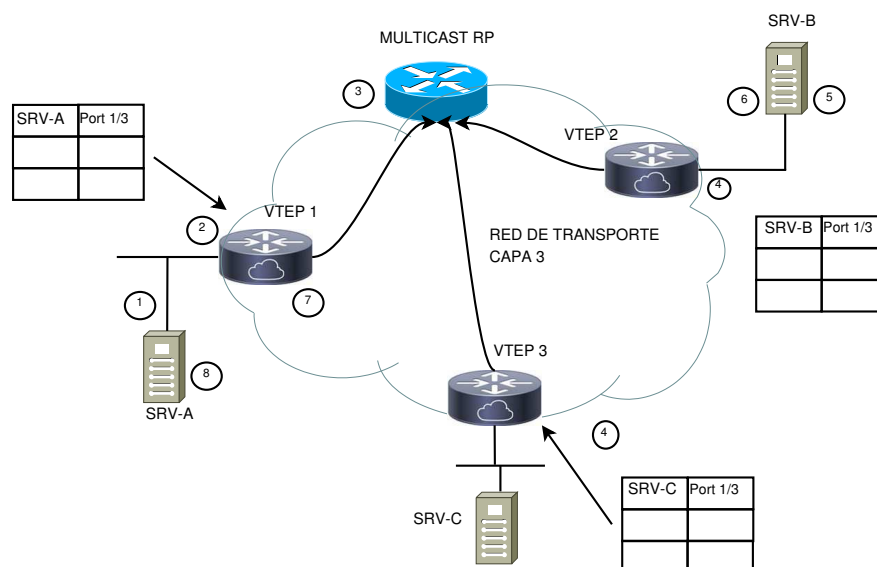 SRV-B
MULTICAST RP
3
6
5
SRV-A Port 1/3
VTEP 2
4
VTEP 1
2
SRV-B Port 1/3
RED DE TRANSPORTE
CAPA 3
1
7
VTEP 3
8
SRV-A
4
SRV-C Port 1/3
SRV-C